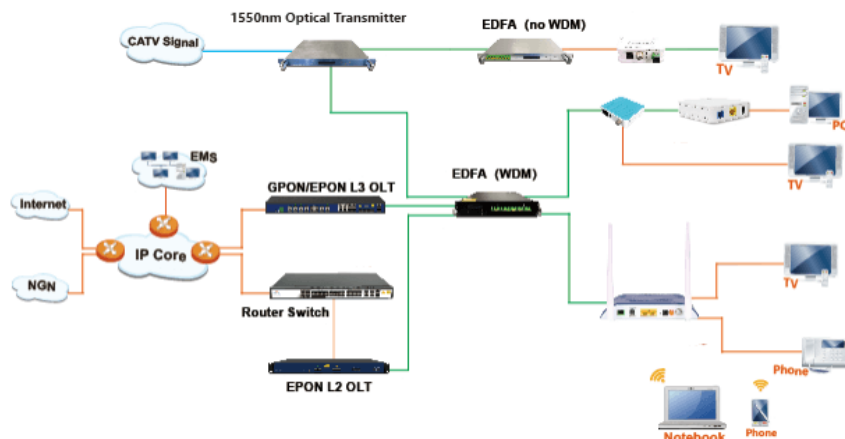 1550nm Optical Transmitter
CATV Signal
EDFA (no WDM)
TV
PC
EMS
EDFA (WDM)
GPON/EPON L3 OLT
TV
Internet
IP Core
NGN
TV
Router Switch
EPON L2 OLT
Phone
Notebook
Phone